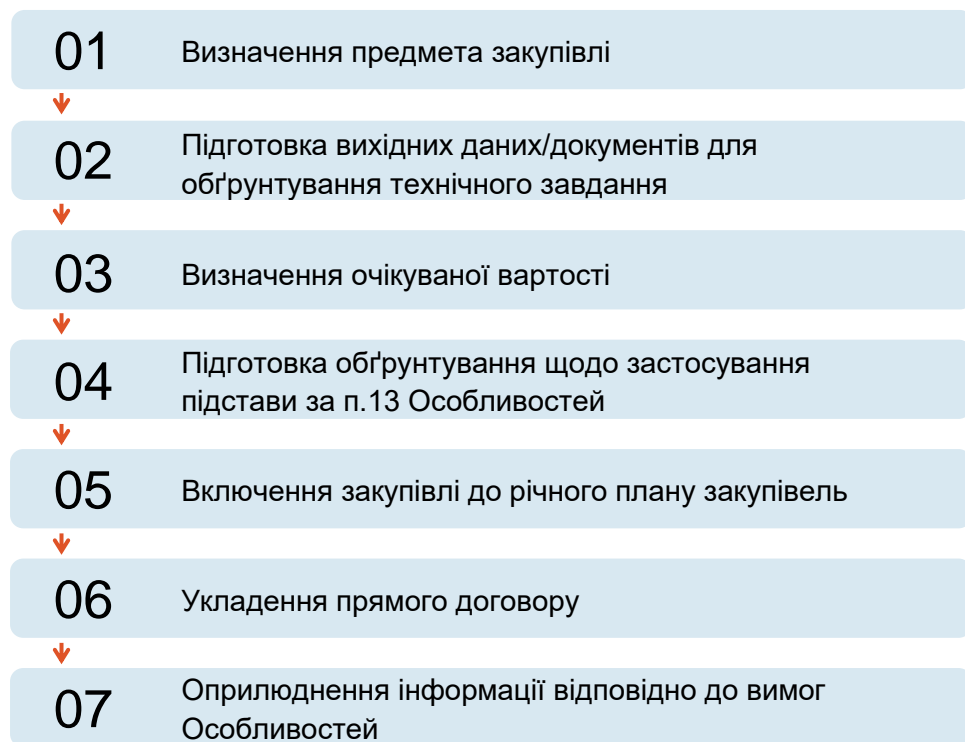 01
Визначення предмета закупівлі
02
Підготовка вихідних даних/документів для
обґрунтування технічного завдання
03
Визначення очікуваної вартості
04
Підготовка обґрунтування щодо застосування
підстави за п.13 Особливостей
05
Включення закупівлі до річного плану закупівель
06
Укладення прямого договору
07
Оприлюднення інформації відповідно до вимог
Особливостей